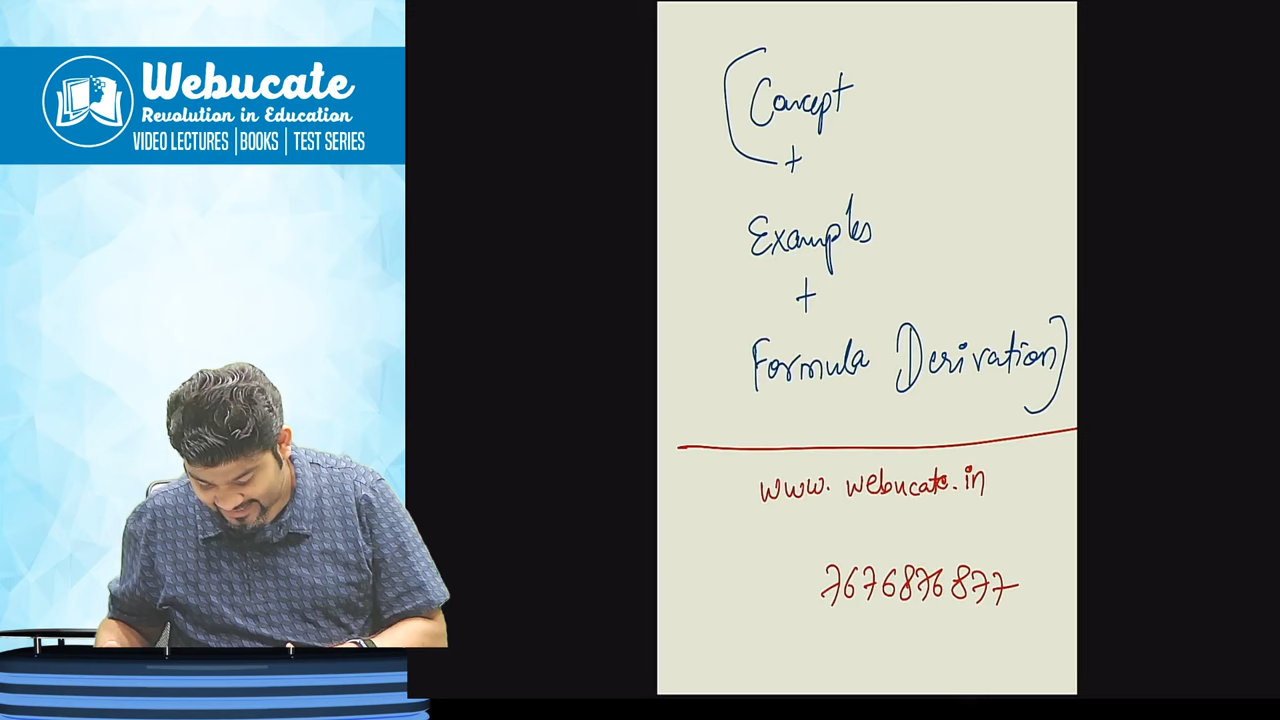 Webucate
Revolution in Education
VIDEO LECTURES | BOOKS | TEST SERIES
(Concept
+
Examples
+
Formula Derivation)
www.webucate.in
7676876877